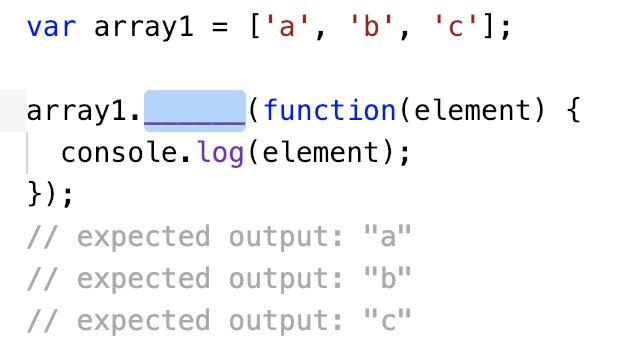 var array1 = ['a', 'b', 'c'];
array1.______(function(element) {
  console.log(element);
});
// expected output: "a"
// expected output: "b"
// expected output: "c"